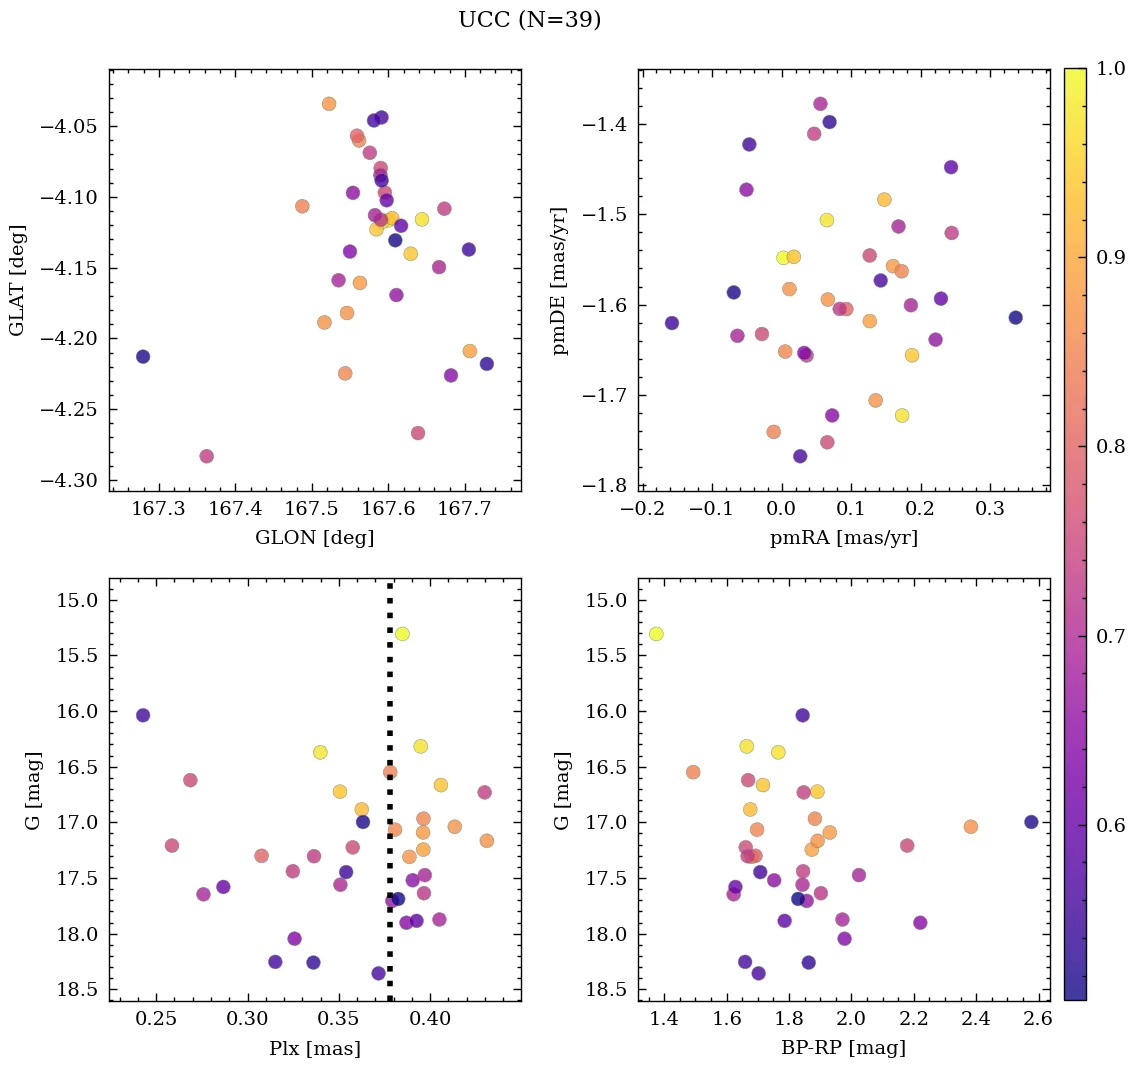 UCC (N=39)
−4.05
−4.10
−4.15
−4.20
−4.25
−4.30
GLAT [deg]
167.3 167.4 167.5 167.6 167.7
GLON [deg]
−1.4
−1.5
−1.6
−1.7
−1.8
pmDE [mas/yr]
−0.2 −0.1 0.0 0.1 0.2 0.3
pmRA [mas/yr]
1.0
0.9
0.8
0.7
0.6
15.0
15.5
16.0
16.5
17.0
17.5
18.0
18.5
G [mag]
0.25 0.30 0.35 0.40
Plx [mas]
15.0
15.5
16.0
16.5
17.0
17.5
18.0
18.5
G [mag]
1.4 1.6 1.8 2.0 2.2 2.4 2.6
BP-RP [mag]